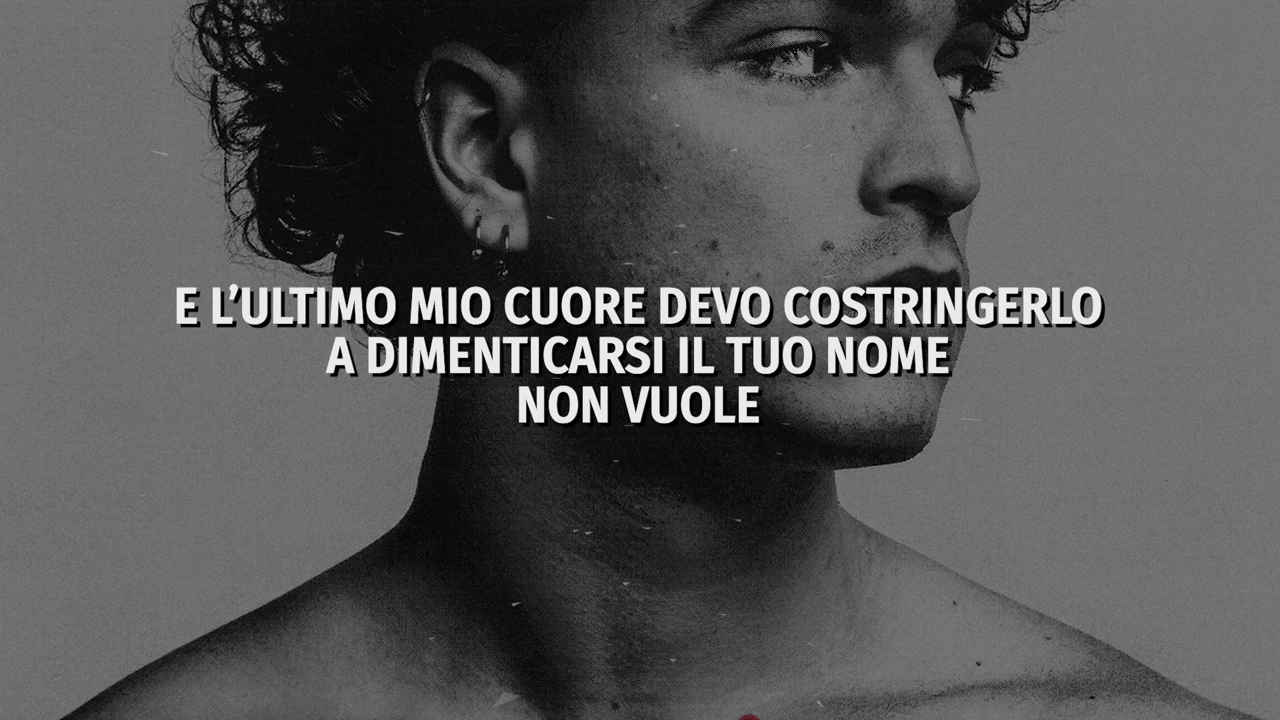 E L’ULTIMO MIO CUORE DEVO COSTRINGERLO
A DIMENTICARSI IL TUO NOME
NON VUOLE